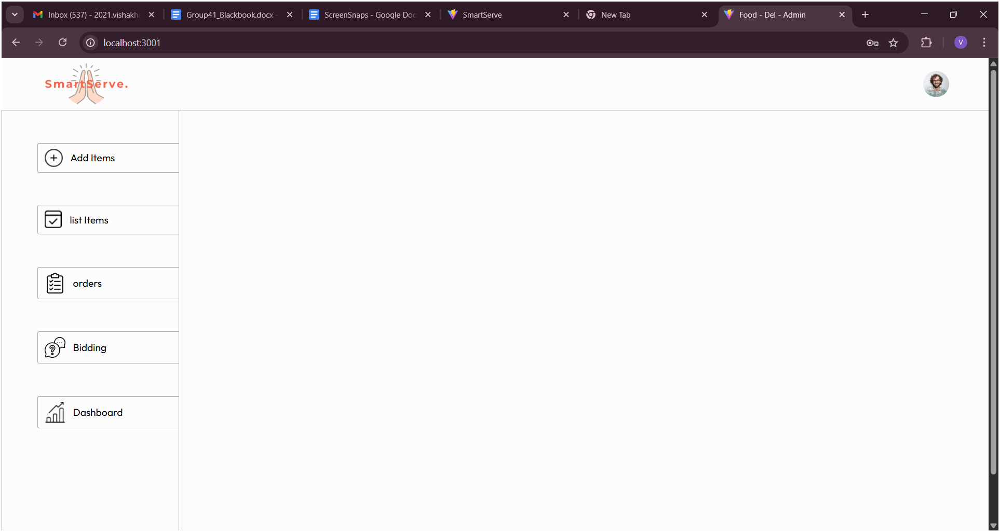 Inbox (537) - 2021.vishakh
Group41_Blackbook.docx -
ScreenSnaps - Google Doc
SmartServe
New Tab
Food - Del - Admin
localhost:3001
V
SmartServe.
Add Items
list Items
orders
Bidding
Dashboard